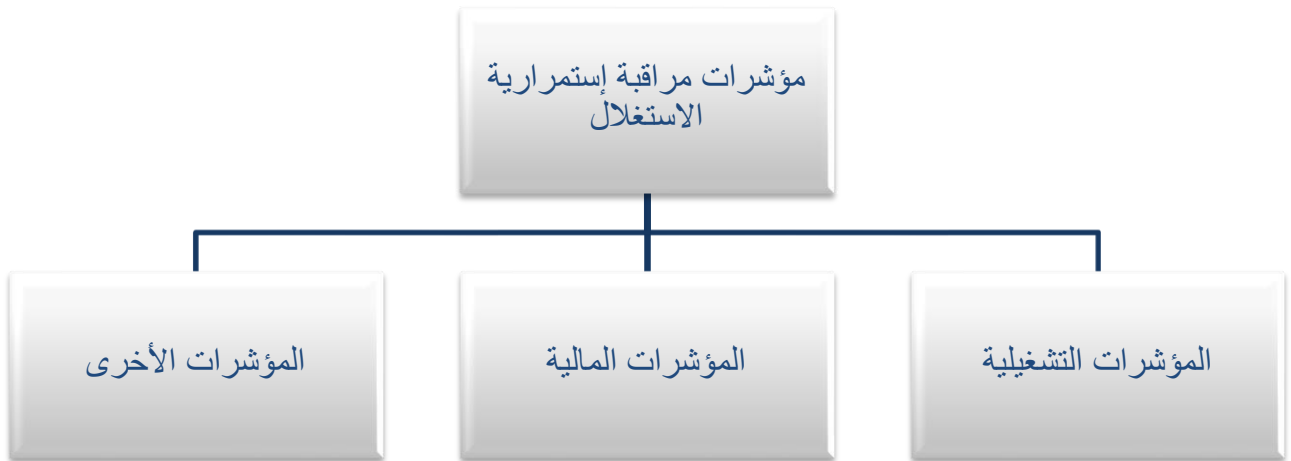 مؤشرات مراقبة إستمرارية
الاستغلال
المؤشرات التشغيلية
المؤشرات المالية
المؤشرات الأخرى